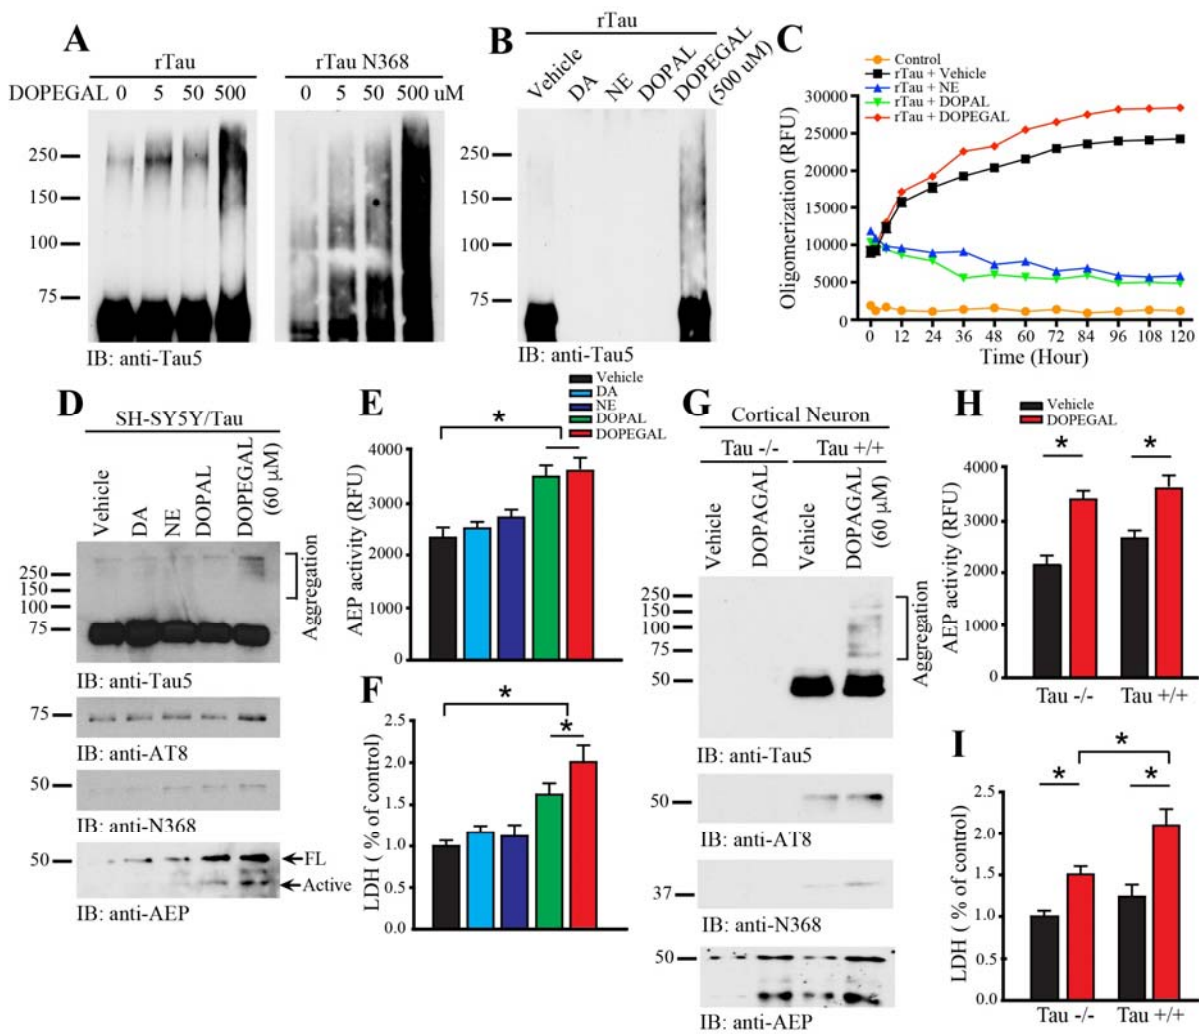 A
rTau
rTau N368
DOPEGAL 0 5 50 500 0 5 50 500 uM
250
150
100
75
IB: anti-Tau5
B
rTau
Vehicle
DA
NE
DOPAL
DOPEGAL
(500 uM)
250
150
100
75
IB: anti-Tau5
C
Control
rTau + Vehicle
rTau + NE
rTau + DOPAL
rTau + DOPEGAL
Oligomerization (RFU)
30000
25000
20000
15000
10000
5000
0
0 12 24 36 48 60 72 84 96 108 120
Time (Hour)
D
SH-SY5Y/Tau
Vehicle
DA
NE
DOPAL
DOPEGAL
(60 μM)
250
150
100
75
Aggregation
IB: anti-Tau5
75
IB: anti-AT8
50
IB: anti-N368
50
FL
Active
IB: anti-AEP
E
Vehicle
DA
NE
DOPAL
DOPEGAL
*
AEP activity (RFU)
4000
3000
2000
1000
0
F
*
*
LDH ( % of control)
2.5
2.0
1.5
1.0
0.5
0.0
G
Cortical Neuron
Tau -/- Tau +/+
Vehicle
DOPAGAL
Vehicle
DOPAGAL
(60 μM)
250
150
100
75
50
Aggregation
IB: anti-Tau5
50
IB: anti-AT8
37
IB: anti-N368
50
IB: anti-AEP
H
Vehicle
DOPEGAL
* *
AEP activity (RFU)
4000
3000
2000
1000
0
Tau -/- Tau +/+
I
*
* *
LDH ( % of control)
2.5
2.0
1.5
1.0
0.5
0.0
Tau -/- Tau +/+